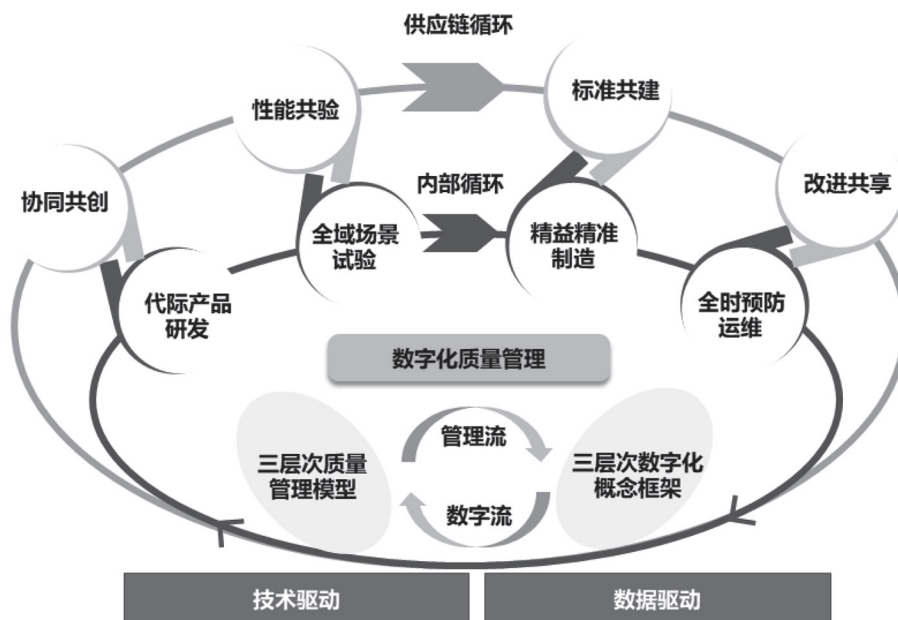 供应链循环
性能共验
标准共建
协同共创
内部循环
改进共享
全域场景
试验
精益精准
制造
代际产品
研发
全时预防
运维
数字化质量管理
管理流
三层次质量
管理模型
三层次数字化
概念框架
数字流
技术驱动
数据驱动